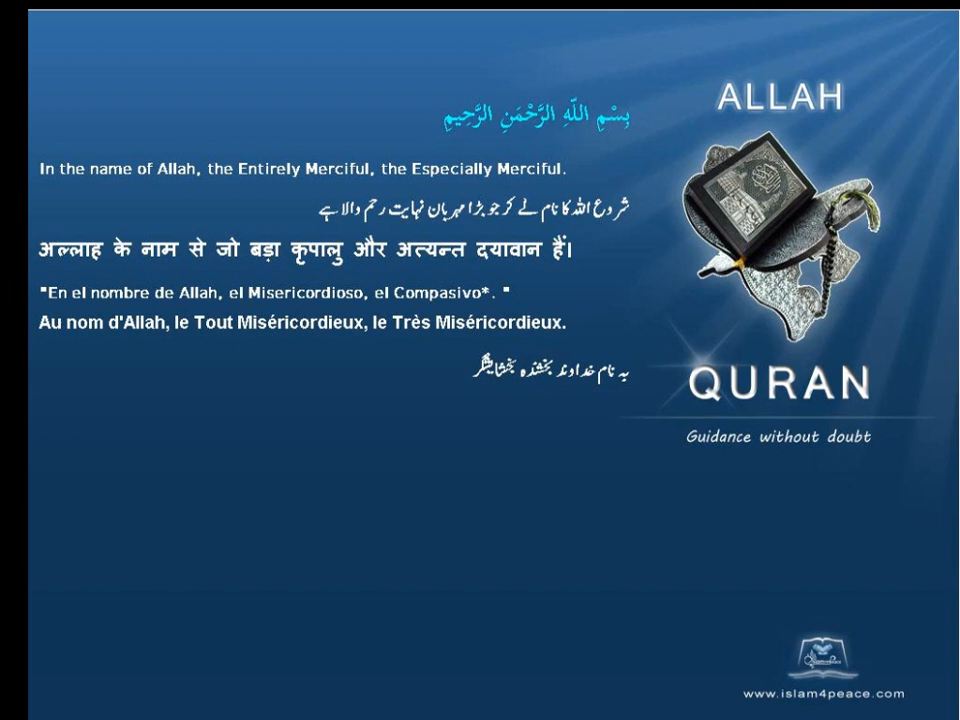 بِسْمِ اللّهِ الرَّحْمَنِ الرَّحِيمِ
In the name of Allah, the Entirely Merciful, the Especially Merciful.
شروع الله کا نام لے کر جو بڑا مہربان نہایت رحم والا ہے
अल्लाह के नाम से जो बड़ा कृपालु और अत्यन्त दयावान हैं।
"En el nombre de Allah, el Misericordioso, el Compasivo*. "
Au nom d'Allah, le Tout Miséricordieux, le Très Miséricordieux.
به نام خداوند بخشنده بخشایشگر
ALLAH
QURAN
Guidance without doubt
www.islam4peace.com